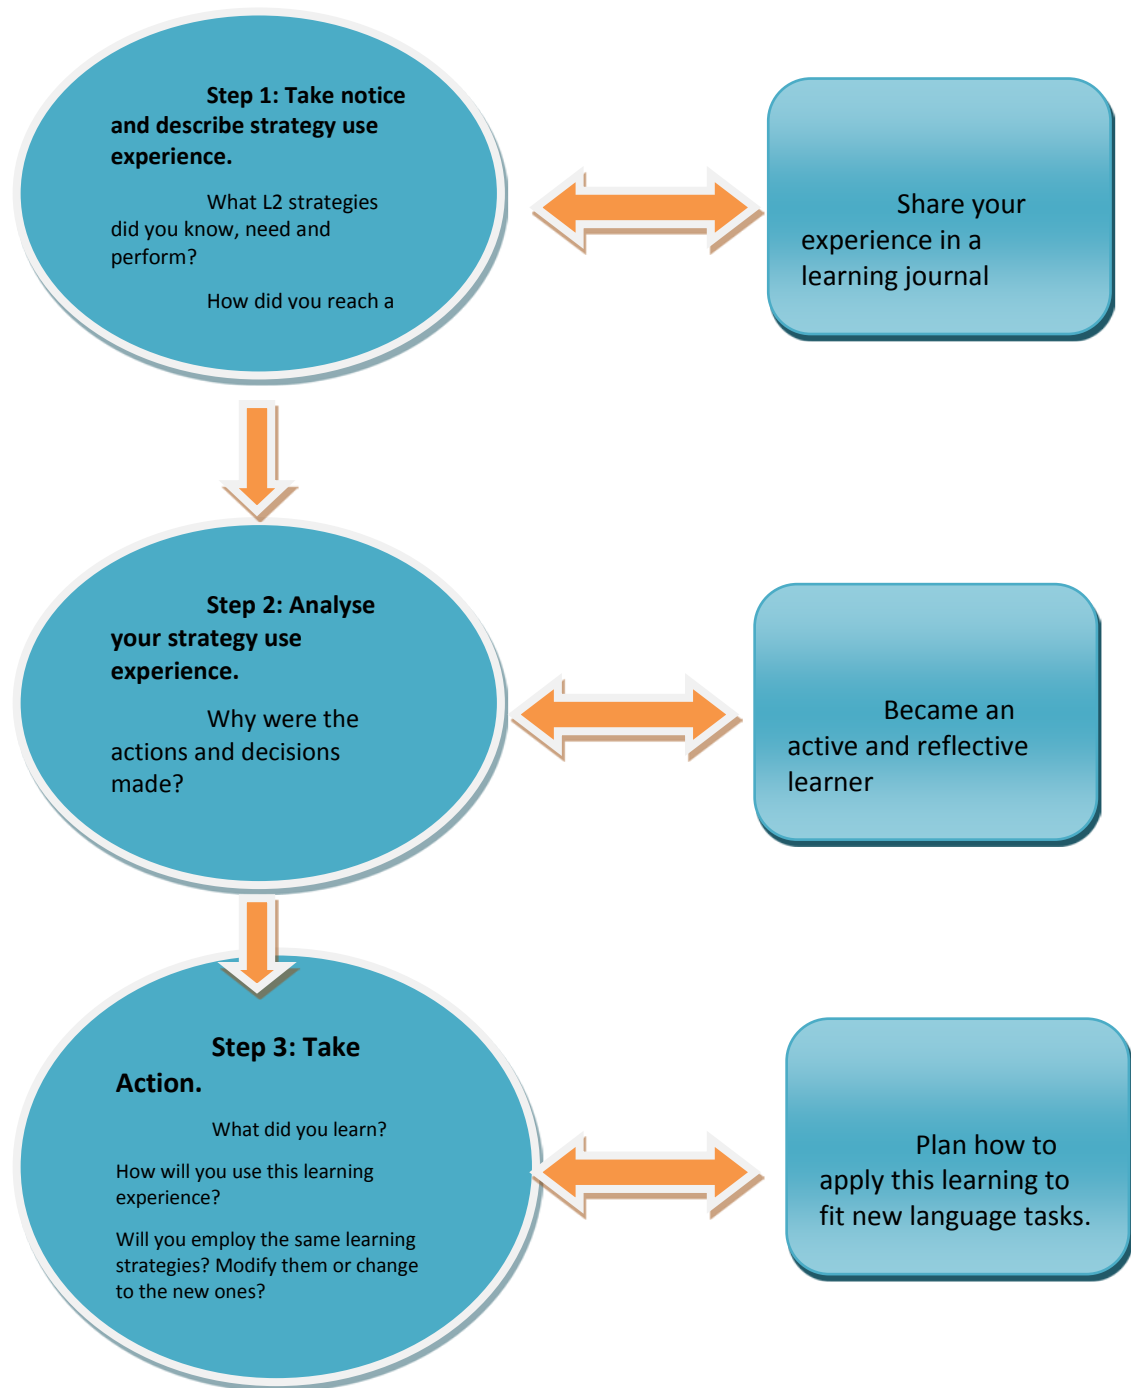 Step 1: Take notice
and describe strategy use
experience.
What L2 strategies
did you know, need and
perform?
How did you reach a
Share your
experience in a
learning journal
Step 2: Analyse
your strategy use
experience.
Why were the
actions and decisions
made?
Became an
active and reflective
learner
Step 3: Take
Action.
What did you learn?
How will you use this learning
experience?
Will you employ the same learning
strategies? Modify them or change
to the new ones?
Plan how to
apply this learning to
fit new language tasks.